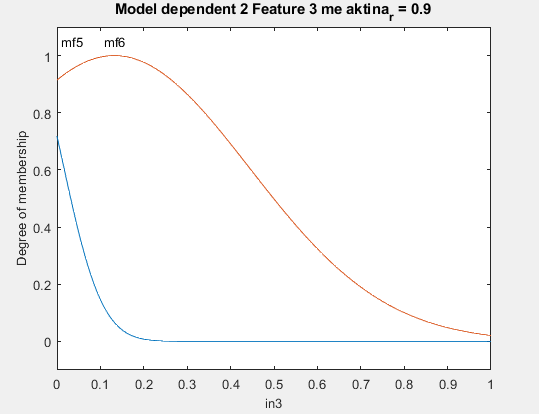 Model dependent 2 Feature 3 me aktina_r = 0.9
mf5 mf6
1
0.8
0.6
0.4
0.2
0
Degree of membership
0 0.1 0.2 0.3 0.4 0.5 0.6 0.7 0.8 0.9 1
in3